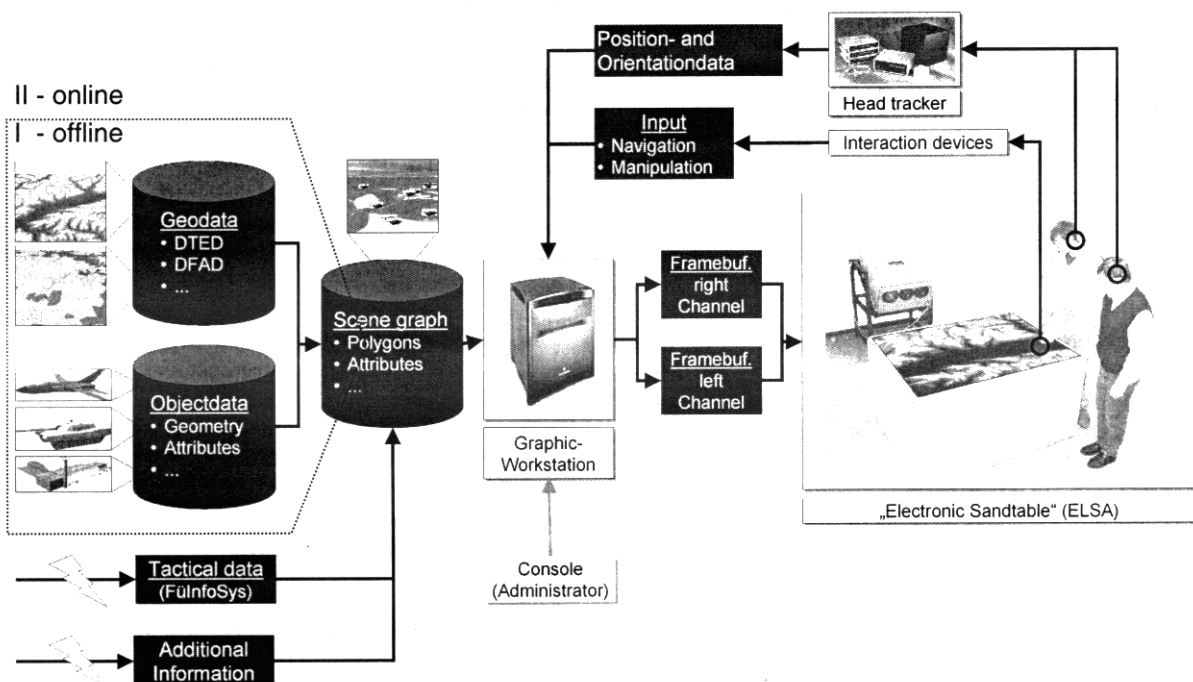 Position- and
Orientationdata
Head tracker
II - online
I - offline
Input
• Navigation
• Manipulation
Interaction devices
Geodata
• DTED
• DFAD
• ...
Scene graph
• Polygons
• Attributes
• ...
Framebuf.
right
Channel
Framebuf.
left
Channel
Objectdata
• Geometry
• Attributes
• ...
Graphic-
Workstation
„Electronic Sandtable“ (ELSA)
Tactical data
(FüInfoSys)
Console
(Administrator)
Additional
Information